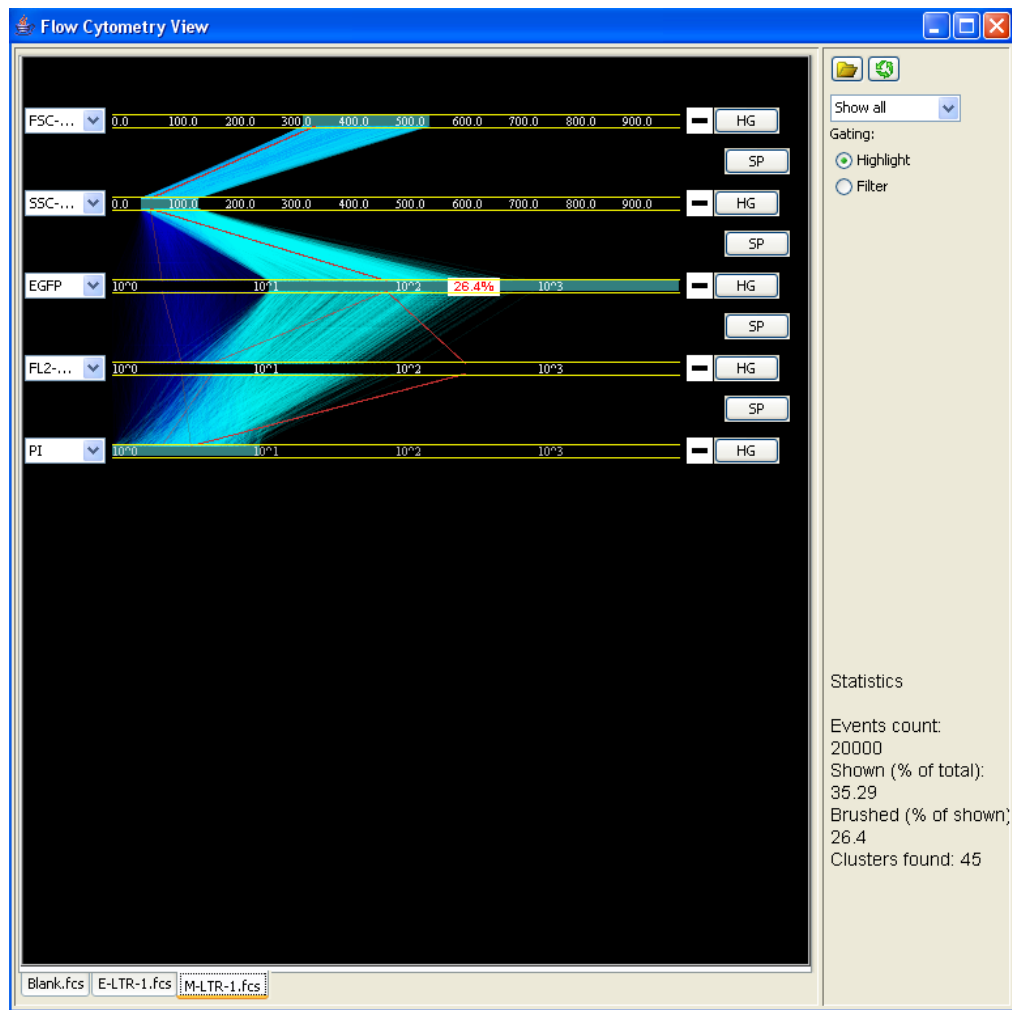 Flow Cytometry View
Show all
Gating:
Highlight
Filter
FSC-... 0.0 100.0 200.0 300.0 400.0 500.0 600.0 700.0 800.0 900.0 HG
SP
SSC-... 0.0 100.0 200.0 300.0 400.0 500.0 600.0 700.0 800.0 900.0 HG
SP
EGFP 10^0 10^1 10^2 26.4% 10^3 HG
SP
FL2-... 10^0 10^1 10^2 10^3 HG
SP
PI 10^0 10^1 10^2 10^3 HG
Statistics
Events count:
20000
Shown (% of total):
35.29
Brushed (% of shown)
26.4
Clusters found: 45
Blank.fcs E-LTR-1.fcs M-LTR-1.fcs